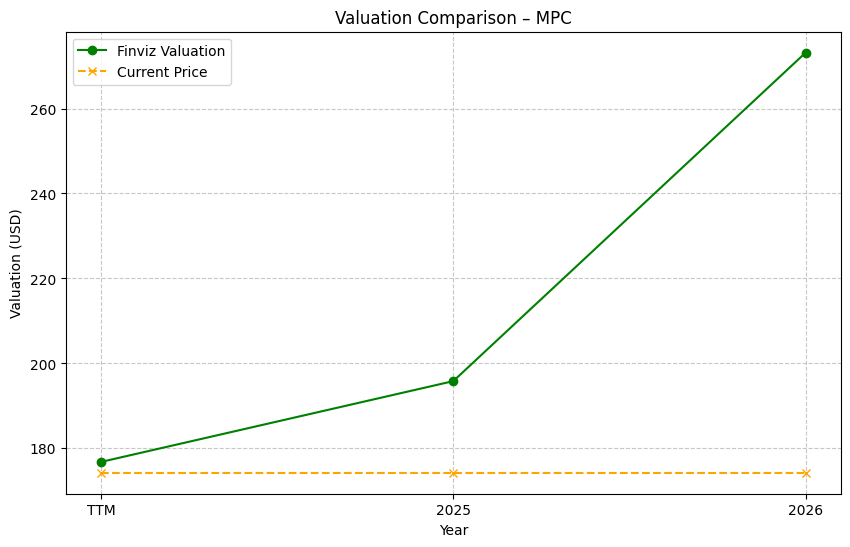 Valuation Comparison – MPC
Finviz Valuation
Current Price
Valuation (USD)
260
240
220
200
180
TTM
2025
2026
Year